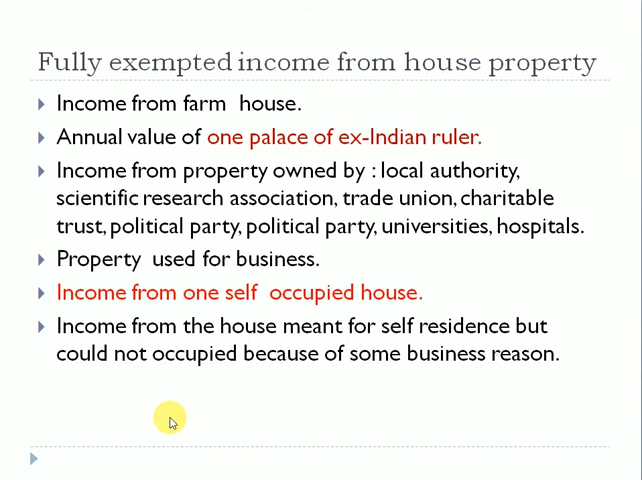 Fully exempted income from house property
Income from farm house.
Annual value of one palace of ex-Indian ruler.
Income from property owned by : local authority,
scientific research association, trade union, charitable
trust, political party, political party, universities, hospitals.
Property used for business.
Income from one self occupied house.
Income from the house meant for self residence but
could not occupied because of some business reason.